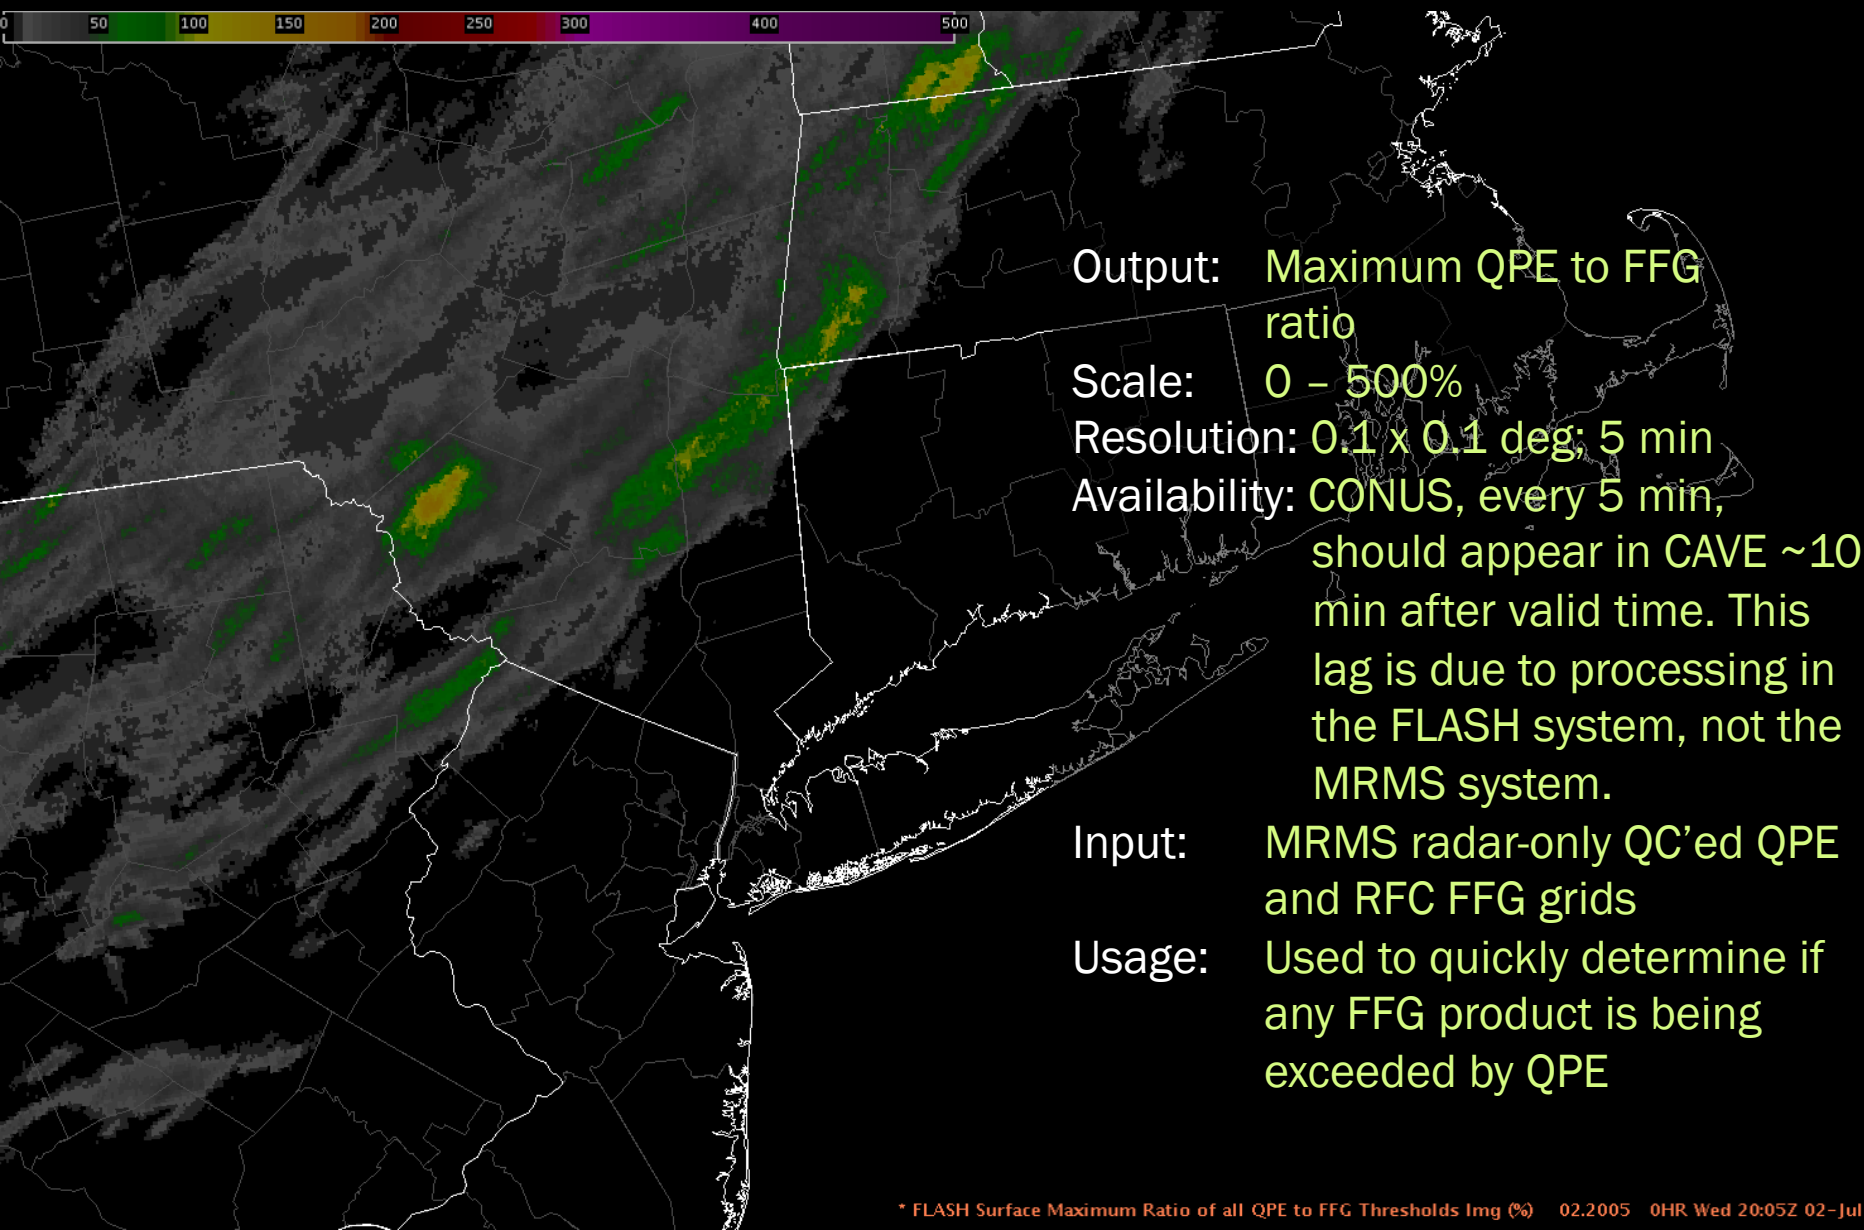 0 50 100 150 200 250 300 400 500
Output: Maximum QPE to FFG
ratio
Scale: 0 – 500%
Resolution: 0.1 x 0.1 deg; 5 min
Availability: CONUS, every 5 min,
should appear in CAVE ~10
min after valid time. This
lag is due to processing in
the FLASH system, not the
MRMS system.
Input: MRMS radar-only QC’ed QPE
and RFC FFG grids
Usage: Used to quickly determine if
any FFG product is being
exceeded by QPE
* FLASH Surface Maximum Ratio of all QPE to FFG Thresholds Img (%) 02.2005 0HR Wed 20:05Z 02-Jul